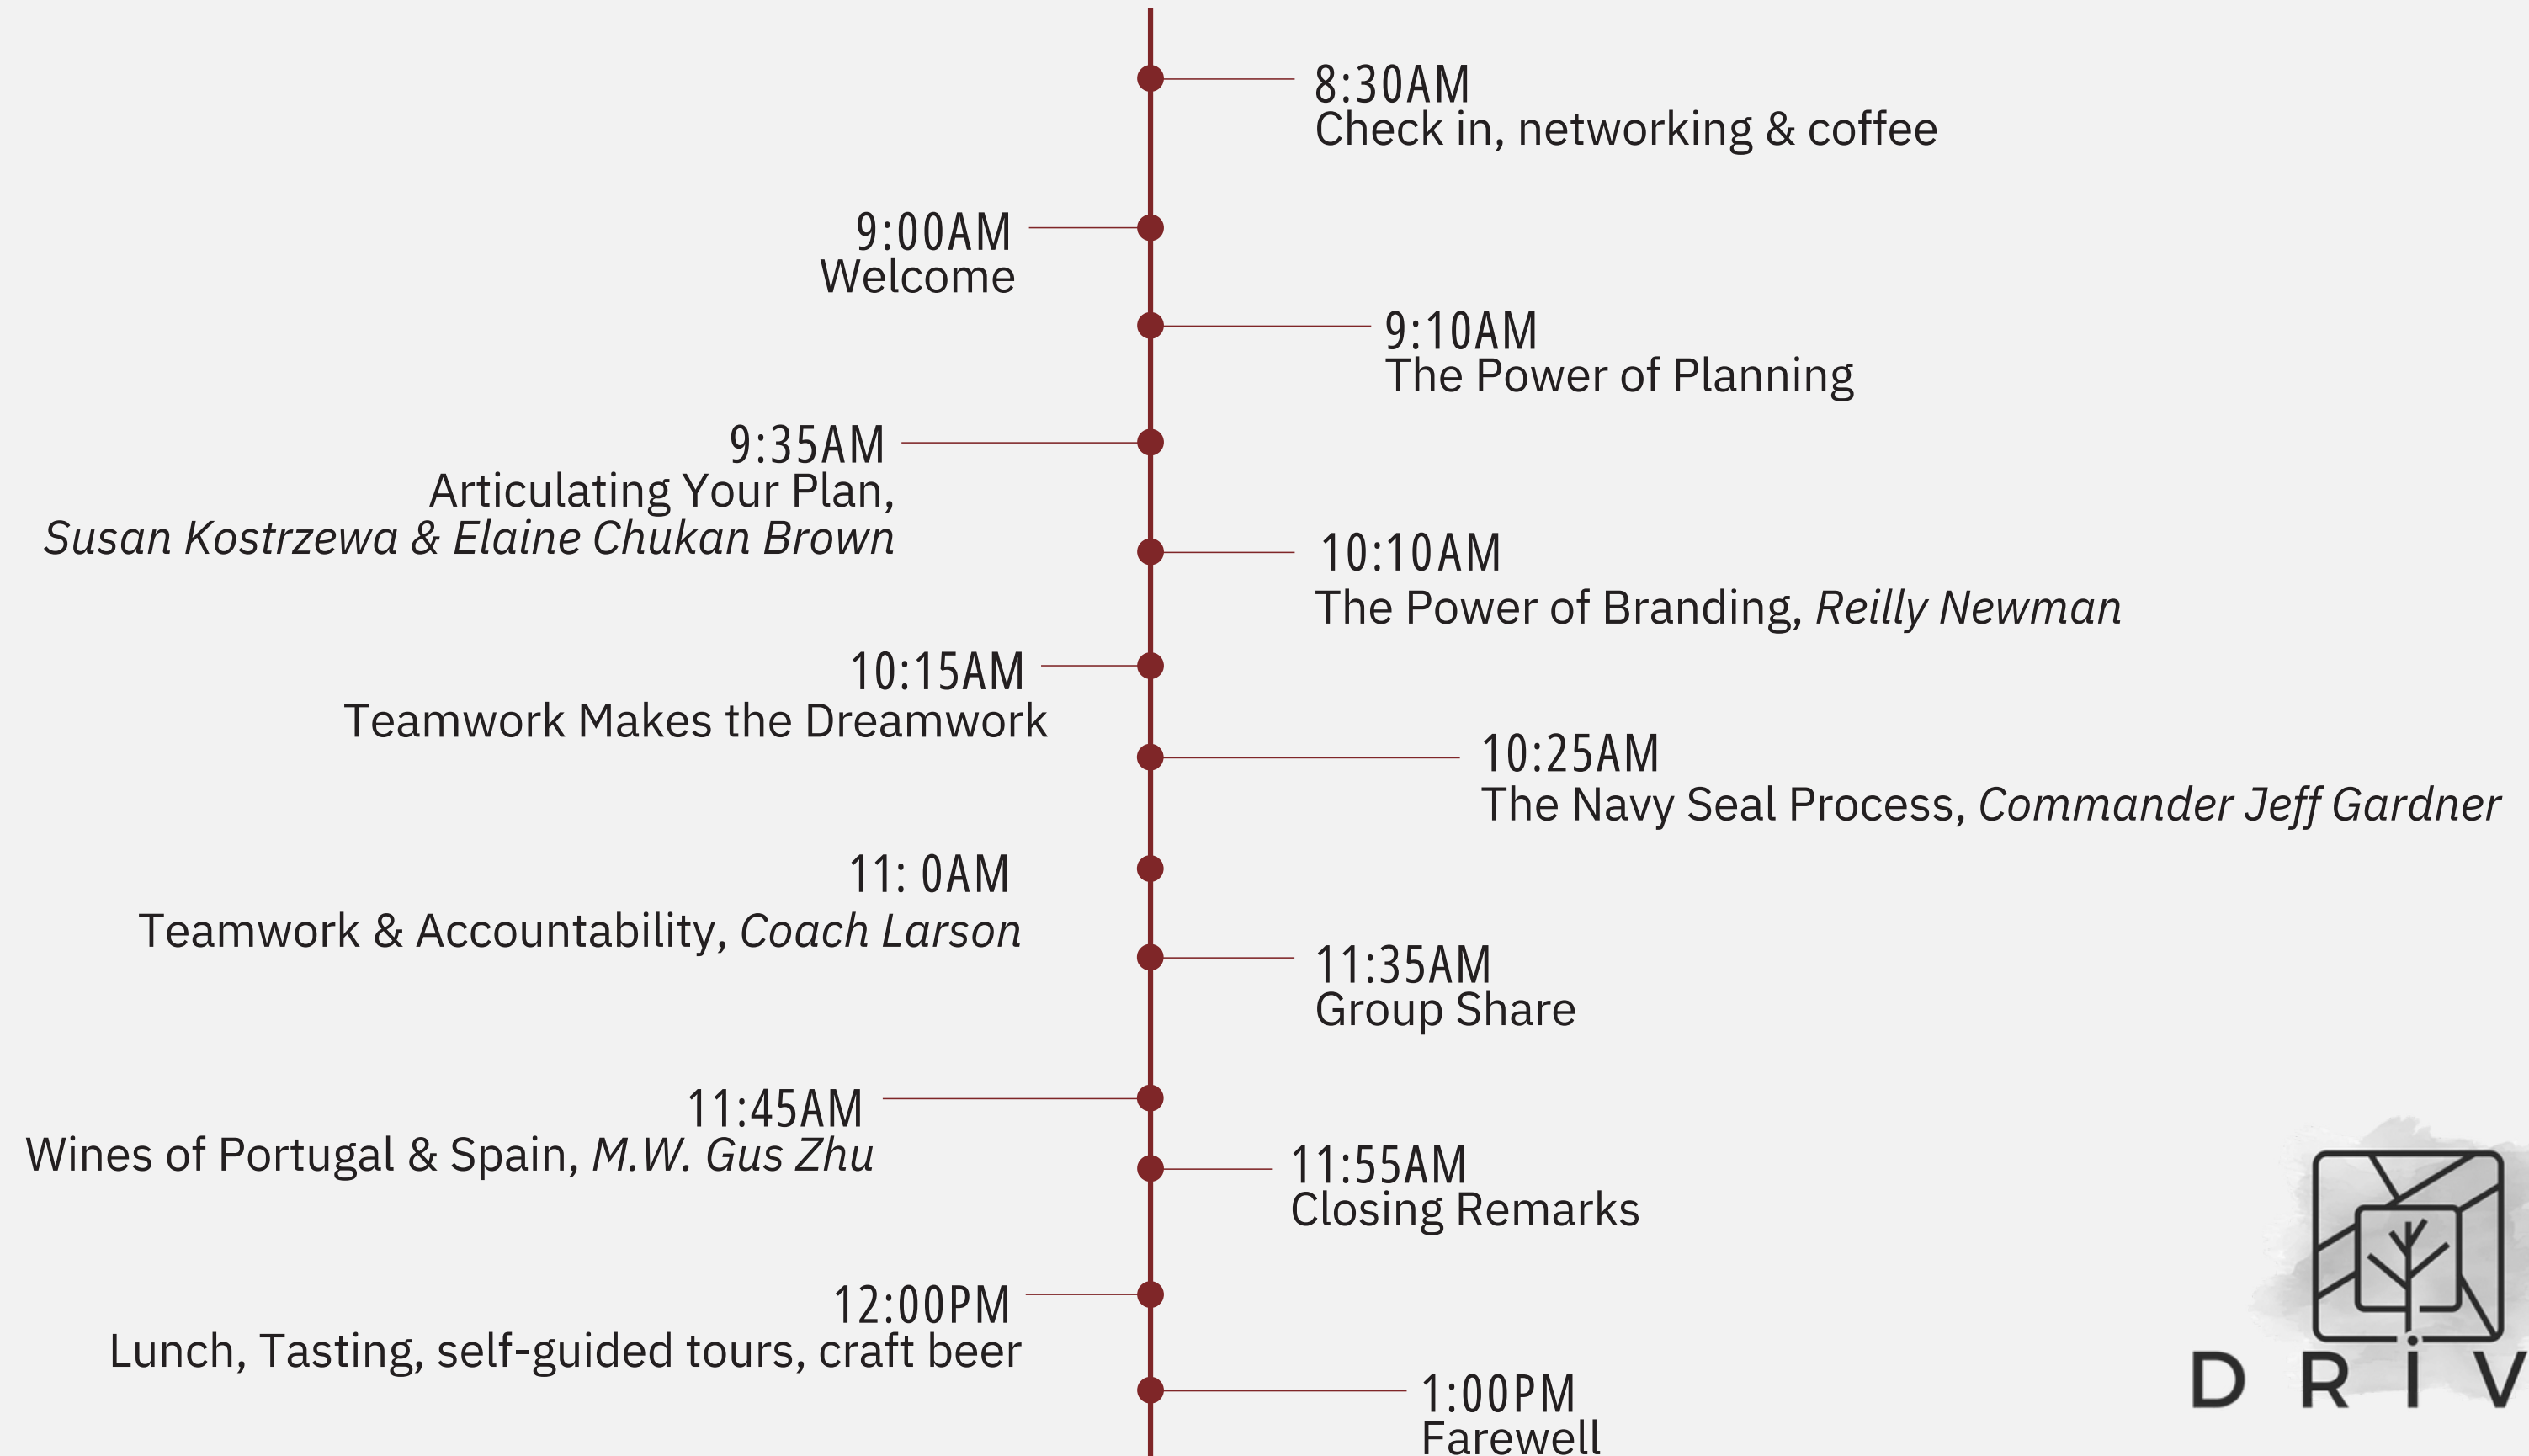 8:30AM
Check in, networking & coffee
9:00AM
Welcome
9:10AM
The Power of Planning
9:35AM
Articulating Your Plan,
Susan Kostrzewa & Elaine Chukan Brown
10:10AM
The Power of Branding, Reilly Newman
10:15AM
Teamwork Makes the Dreamwork
10:25AM
The Navy Seal Process, Commander Jeff Gardner
11: 0AM
Teamwork & Accountability, Coach Larson
11:35AM
Group Share
11:45AM
Wines of Portugal & Spain, M.W. Gus Zhu
11:55AM
Closing Remarks
12:00PM
Lunch, Tasting, self-guided tours, craft beer
1:00PM
Farewell
DRiV